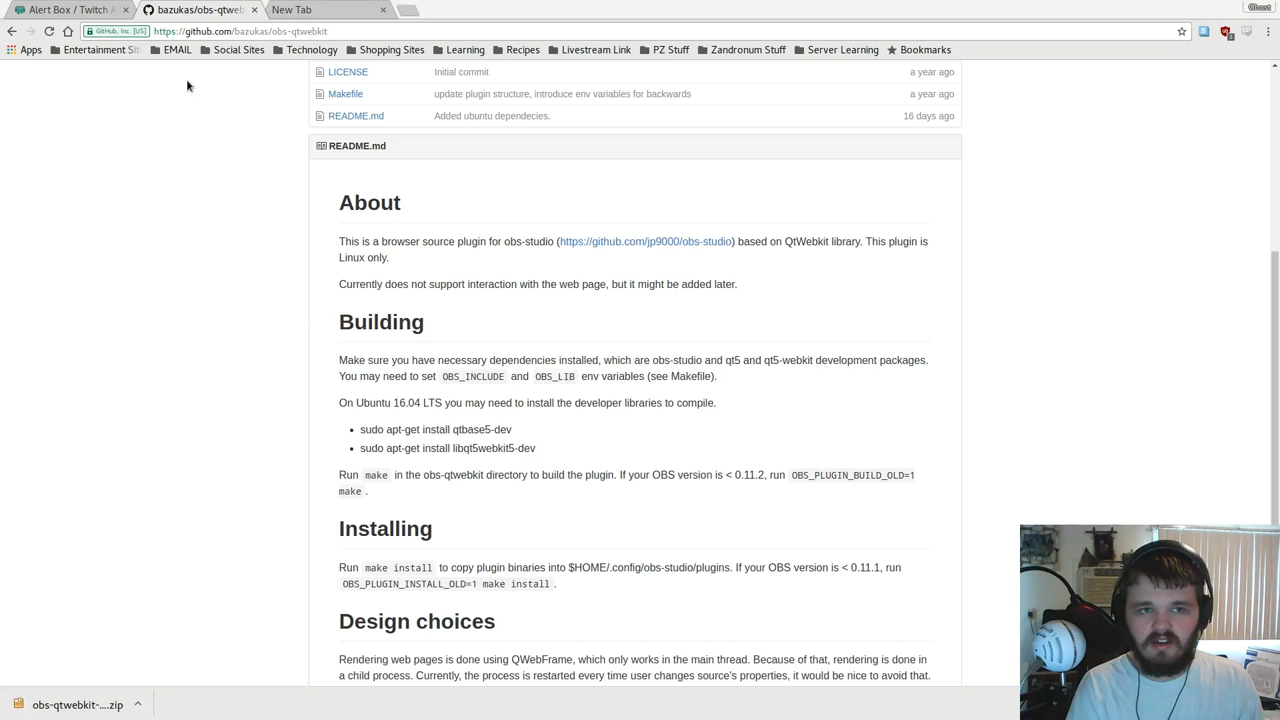 Alert Box / Twitch A
bazukas/obs-qtweb
New Tab
Ghost
GitHub, Inc. [US]
https://github.com/bazukas/obs-qtwebkit
Apps
Entertainment Sit
EMAIL
Social Sites
Technology
Shopping Sites
Learning
Recipes
Livestream Link
PZ Stuff
Zandronum Stuff
Server Learning
Bookmarks
LICENSE Initial commit a year ago
Makefile update plugin structure, introduce env variables for backwards a year ago
README.md Added ubuntu dependecies. 16 days ago
README.md
About
This is a browser source plugin for obs-studio (https://github.com/jp9000/obs-studio) based on QtWebkit library. This plugin is
Linux only.
Currently does not support interaction with the web page, but it might be added later.
Building
Make sure you have necessary dependencies installed, which are obs-studio and qt5 and qt5-webkit development packages.
You may need to set OBS_INCLUDE and OBS_LIB env variables (see Makefile).
On Ubuntu 16.04 LTS you may need to install the developer libraries to compile.
• sudo apt-get install qtbase5-dev
• sudo apt-get install libqt5webkit5-dev
Run make in the obs-qtwebkit directory to build the plugin. If your OBS version is < 0.11.2, run OBS_PLUGIN_BUILD_OLD=1
make .
Installing
Run make install to copy plugin binaries into $HOME/.config/obs-studio/plugins. If your OBS version is < 0.11.1, run
OBS_PLUGIN_INSTALL_OLD=1 make install .
Design choices
Rendering web pages is done using QWebFrame, which only works in the main thread. Because of that, rendering is done in
a child process. Currently, the process is restarted every time user changes source's properties, it would be nice to avoid that.
obs-qtwebkit-....zip